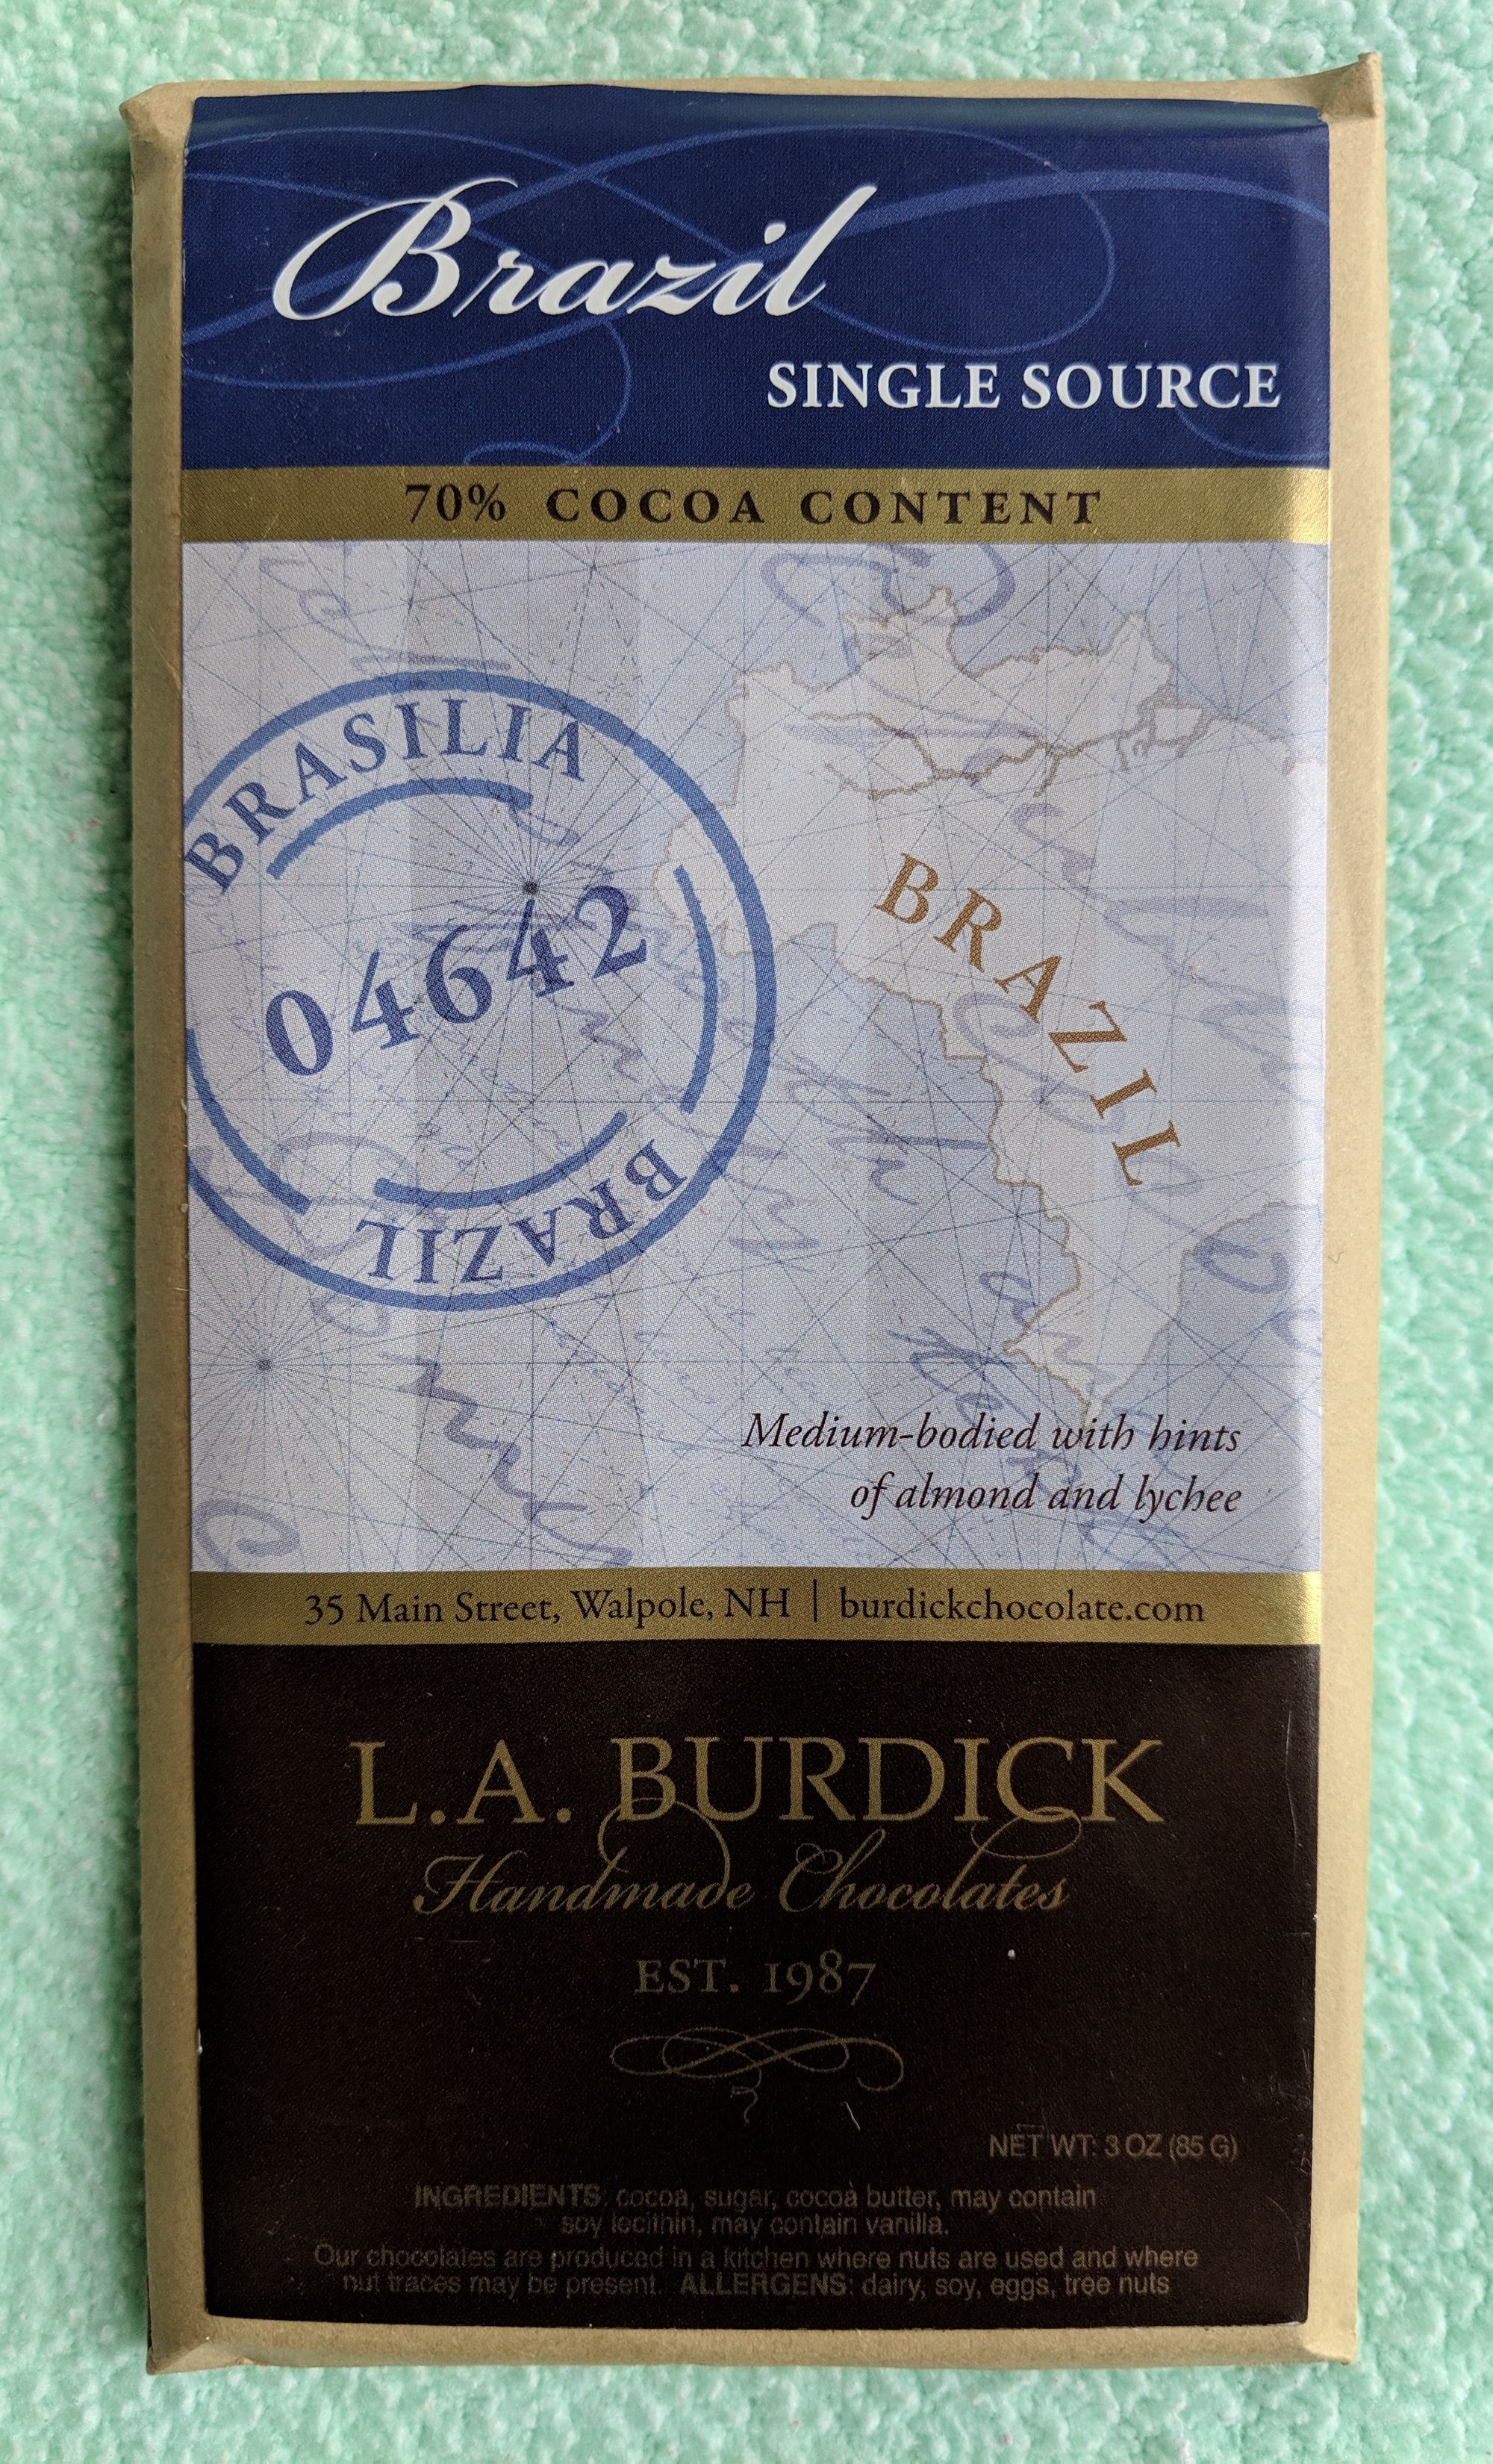 Brazil
SINGLE SOURCE
70% COCOA CONTENT
BRASILIA
04642
BRAZIL
BRAZIL
Medium-bodied with hints
of almond and lychee
35 Main Street, Walpole, NH | burdickchocolate.com
L.A. BURDICK
Handmade Chocolates
EST. 1987
NET WT: 3 OZ (85 G)
INGREDIENTS: cocoa, sugar, cocoa butter, may contain
soy lecithin, may contain vanilla.
Our chocolates are produced in a kitchen where nuts are used and where
nut traces may be present. ALLERGENS: dairy, soy, eggs, tree nuts